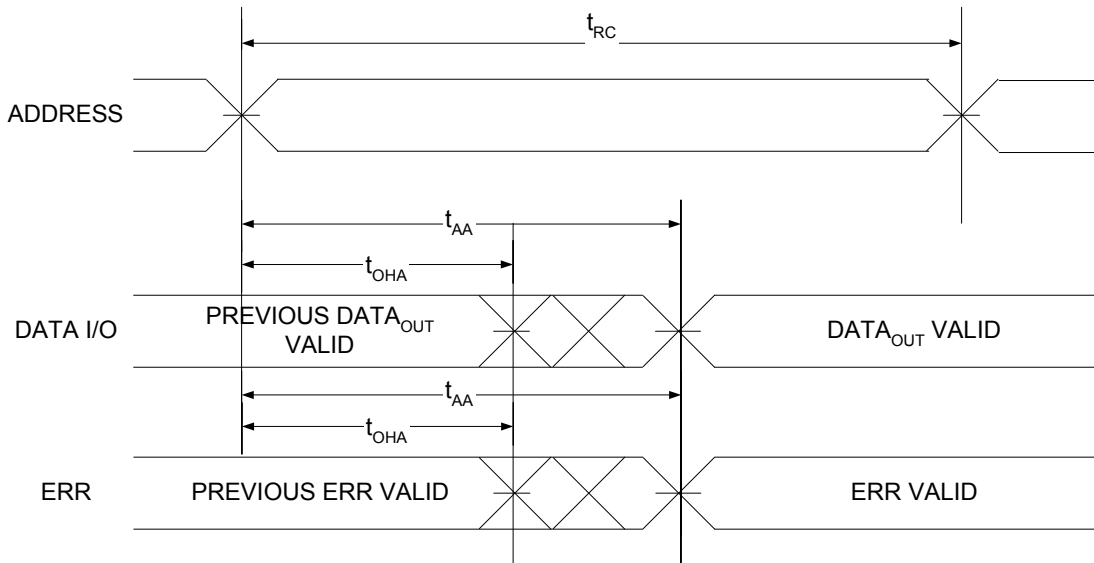 tRC
ADDRESS
tAA
tOHA
DATA I/O
PREVIOUS DATAOUT
VALID
DATAOUT VALID
tAA
tOHA
ERR
PREVIOUS ERR VALID
ERR VALID